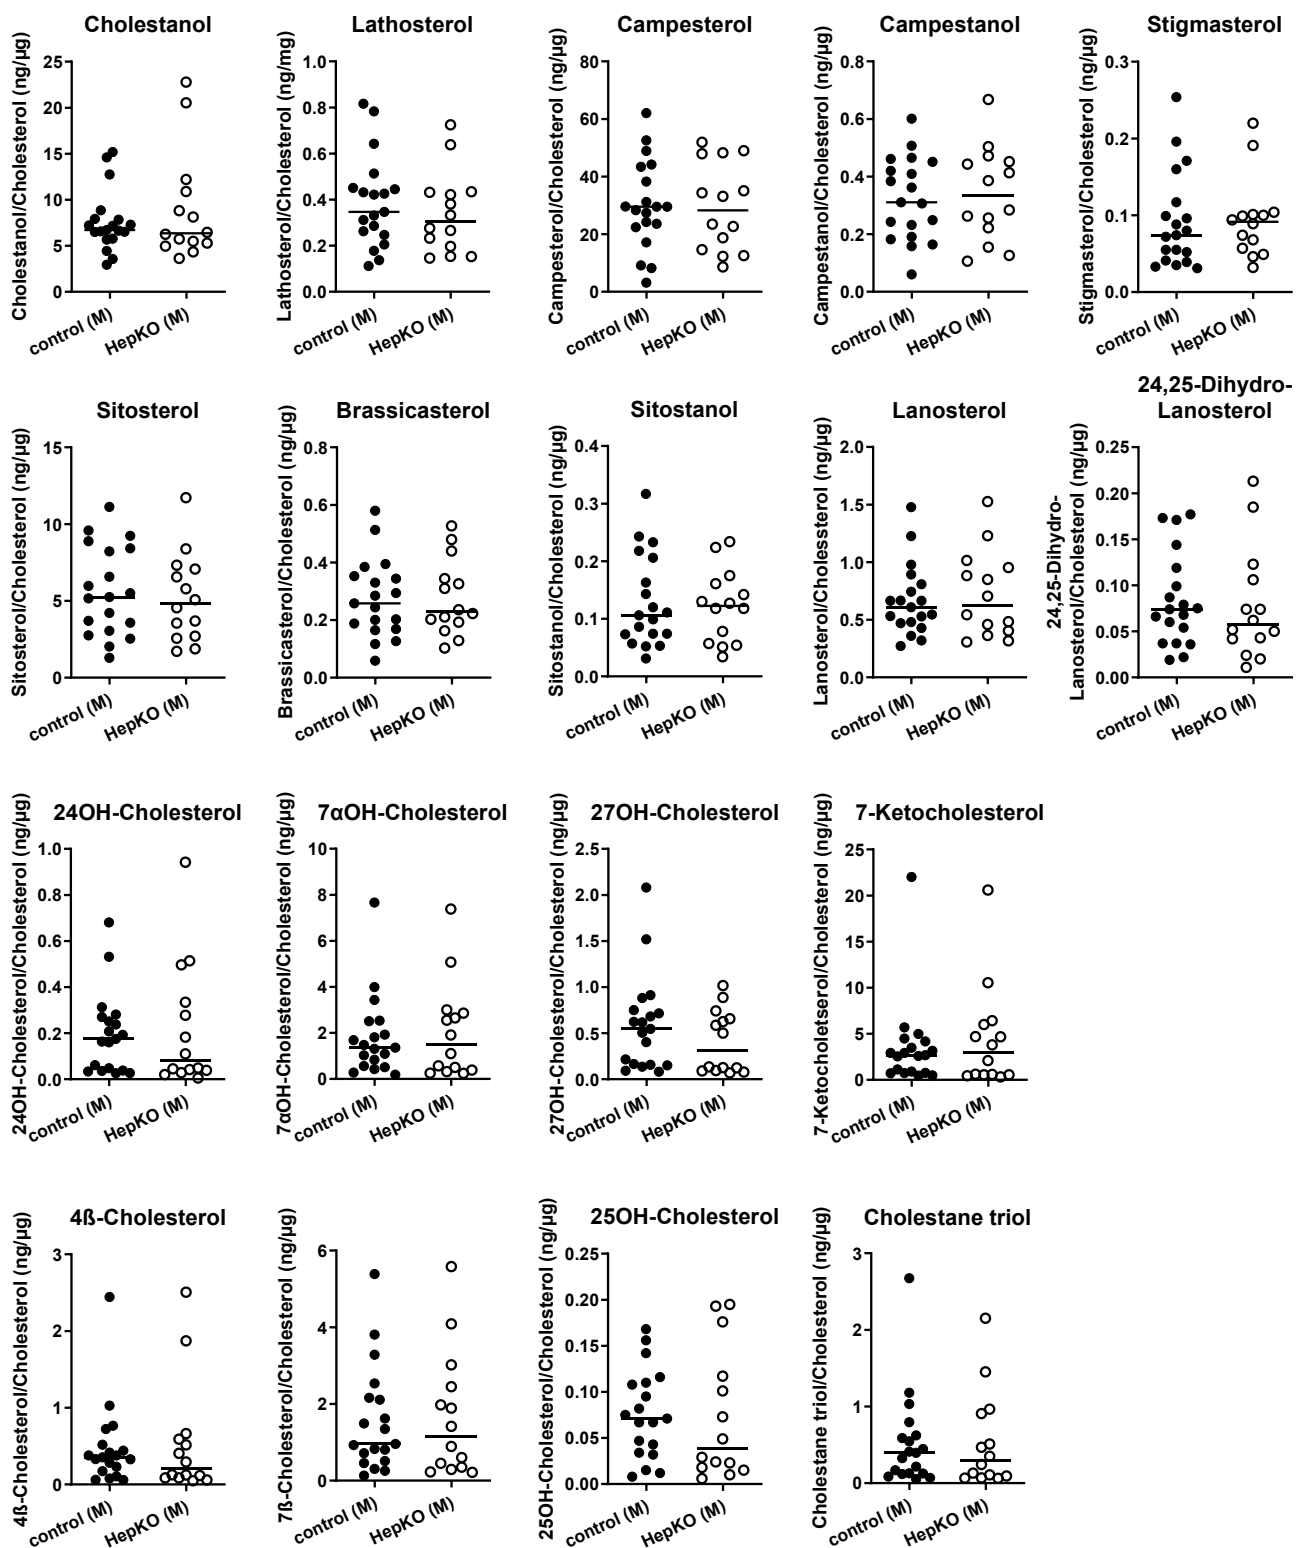 Cholestanol
Cholestanol/Cholesterol (ng/µg)
25
20
15
10
5
0
control (M)
HepKO (M)
Lathosterol
Lathosterol/Cholesterol (ng/mg)
1.0
0.8
0.6
0.4
0.2
0.0
control (M)
HepKO (M)
Campesterol
Campesterol/Cholesterol (ng/µg)
80
60
40
20
0
control (M)
HepKO (M)
Campestanol
Campestanol/Cholesterol (ng/µg)
0.8
0.6
0.4
0.2
0.0
control (M)
HepKO (M)
Stigmasterol
Stigmasterol/Cholesterol (ng/µg)
0.3
0.2
0.1
0.0
control (M)
HepKO (M)
Sitosterol
Sitosterol/Cholesterol (ng/µg)
15
10
5
0
control (M)
HepKO (M)
Brassicasterol
Brassicasterol/Cholesterol (ng/µg)
0.8
0.6
0.4
0.2
0.0
control (M)
HepKO (M)
Sitostanol
Sitostanol/Cholesterol (ng/µg)
0.4
0.3
0.2
0.1
0.0
control (M)
HepKO (M)
Lanosterol
Lanosterol/Cholessterol (ng/µg)
2.0
1.5
1.0
0.5
0.0
control (M)
HepKO (M)
24,25-Dihydro-
Lanosterol
24,25-Dihydro-
Lanosterol/Cholesterol (ng/µg)
0.25
0.20
0.15
0.10
0.05
0.00
control (M)
HepKO (M)
24OH-Cholesterol
24OH-Cholesterol/Cholesterol (ng/µg)
1.0
0.8
0.6
0.4
0.2
0.0
control (M)
HepKO (M)
7αOH-Cholesterol
7αOH-Cholesterol/Cholesterol (ng/µg)
10
8
6
4
2
0
control (M)
HepKO (M)
27OH-Cholesterol
27OH-Cholesterol/Cholesterol (ng/µg)
2.5
2.0
1.5
1.0
0.5
0.0
control (M)
HepKO (M)
7-Ketocholesterol
7-Ketocholetserol/Cholesterol (ng/µg)
25
20
15
10
5
0
control (M)
HepKO (M)
4ß-Cholesterol
4ß-Cholesterol/Cholesterol (ng/µg)
3
2
1
0
control (M)
HepKO (M)
7ß-Cholesterol/Cholesterol (ng/µg)
6
4
2
0
control (M)
HepKO (M)
25OH-Cholesterol
25OH-Cholesterol/Cholesterol (ng/µg)
0.25
0.20
0.15
0.10
0.05
0.00
control (M)
HepKO (M)
Cholestane triol
Cholestane triol/Cholesterol (ng/µg)
3
2
1
0
control (M)
HepKO (M)